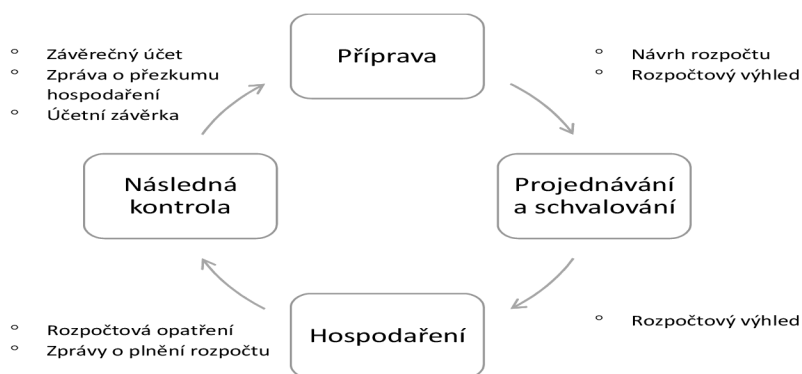 Příprava
° Závěrečný účet
° Zpráva o přezkumu
hospodaření
° Účetní závěrka
° Návrh rozpočtu
° Rozpočtový výhled
Následná
kontrola
Projednávání
a schvalování
° Rozpočtová opatření
° Zprávy o plnění rozpočtu
Hospodaření
° Rozpočtový výhled